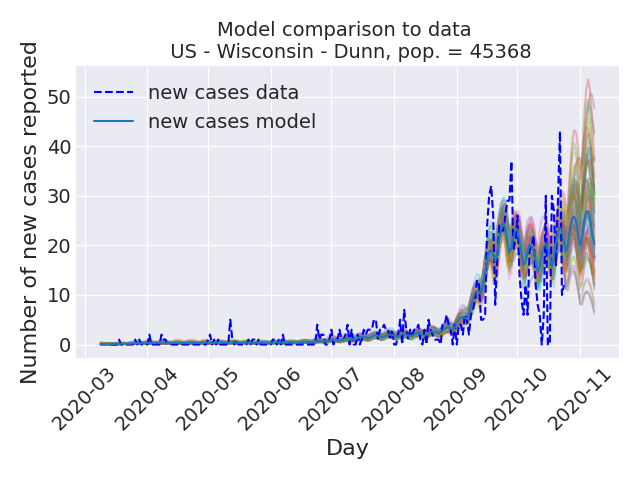 Model comparison to data
US - Wisconsin - Dunn, pop. = 45368
new cases data
new cases model
Number of new cases reported
50
40
30
20
10
0
2020-03
2020-04
2020-05
2020-06
2020-07
2020-08
2020-09
2020-10
2020-11
Day